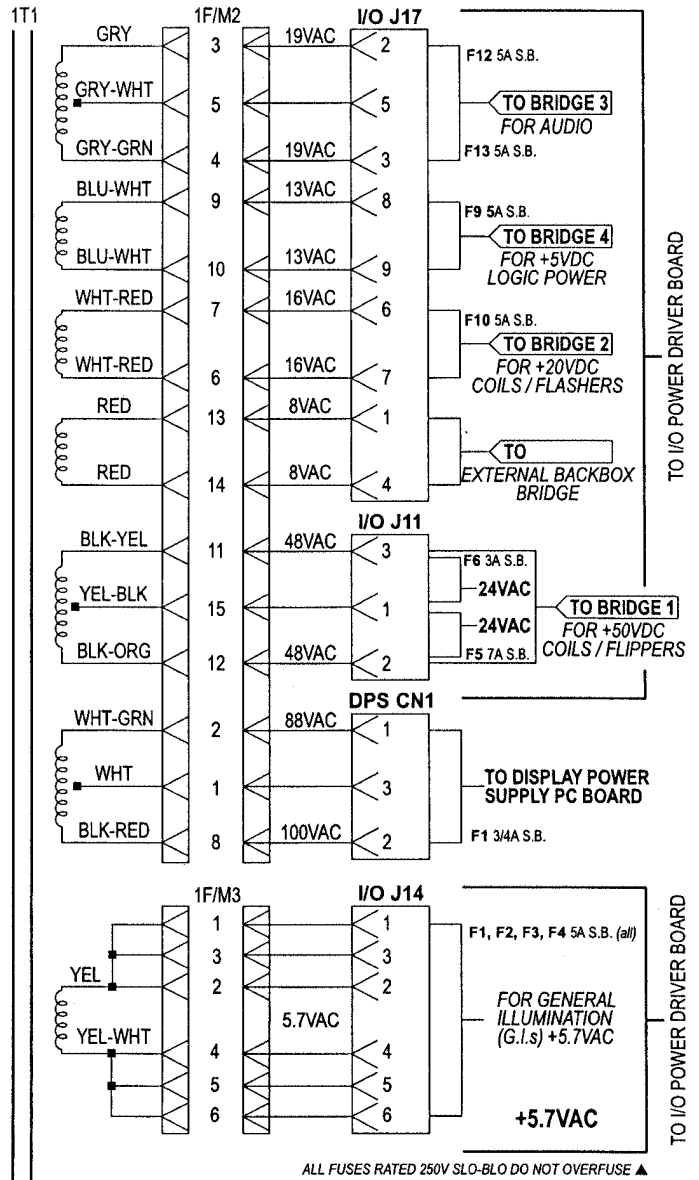 1T1
1F/M2
I/O J17
GRY
3
19VAC
2
F12 5A S.B.
GRY-WHT
5
5
TO BRIDGE 3
FOR AUDIO
GRY-GRN
4
19VAC
3
F13 5A S.B.
BLU-WHT
9
13VAC
8
F9 5A S.B.
TO BRIDGE 4
FOR +5VDC
LOGIC POWER
BLU-WHT
10
13VAC
9
WHT-RED
7
16VAC
6
F10 5A S.B.
TO BRIDGE 2
FOR +20VDC
COILS / FLASHERS
WHT-RED
6
16VAC
7
RED
13
8VAC
1
TO
EXTERNAL BACKBOX
BRIDGE
RED
14
8VAC
4
TO I/O POWER DRIVER BOARD
I/O J11
BLK-YEL
11
48VAC
3
F6 3A S.B.
24VAC
YEL-BLK
15
1
TO BRIDGE 1
FOR +50VDC
COILS / FLIPPERS
24VAC
BLK-ORG
12
48VAC
2
F5 7A S.B.
DPS CN1
WHT-GRN
2
88VAC
1
WHT
1
3
TO DISPLAY POWER
SUPPLY PC BOARD
BLK-RED
8
100VAC
2
F1 3/4A S.B.
1F/M3
I/O J14
1
1
F1, F2, F3, F4 5A S.B. (all)
3
3
YEL
2
2
5.7VAC
FOR GENERAL
ILLUMINATION
(G.I.s) +5.7VAC
YEL-WHT
4
4
5
5
6
6
+5.7VAC
TO I/O POWER DRIVER BOARD
ALL FUSES RATED 250V SLO-BLO DO NOT OVERFUSE ▲